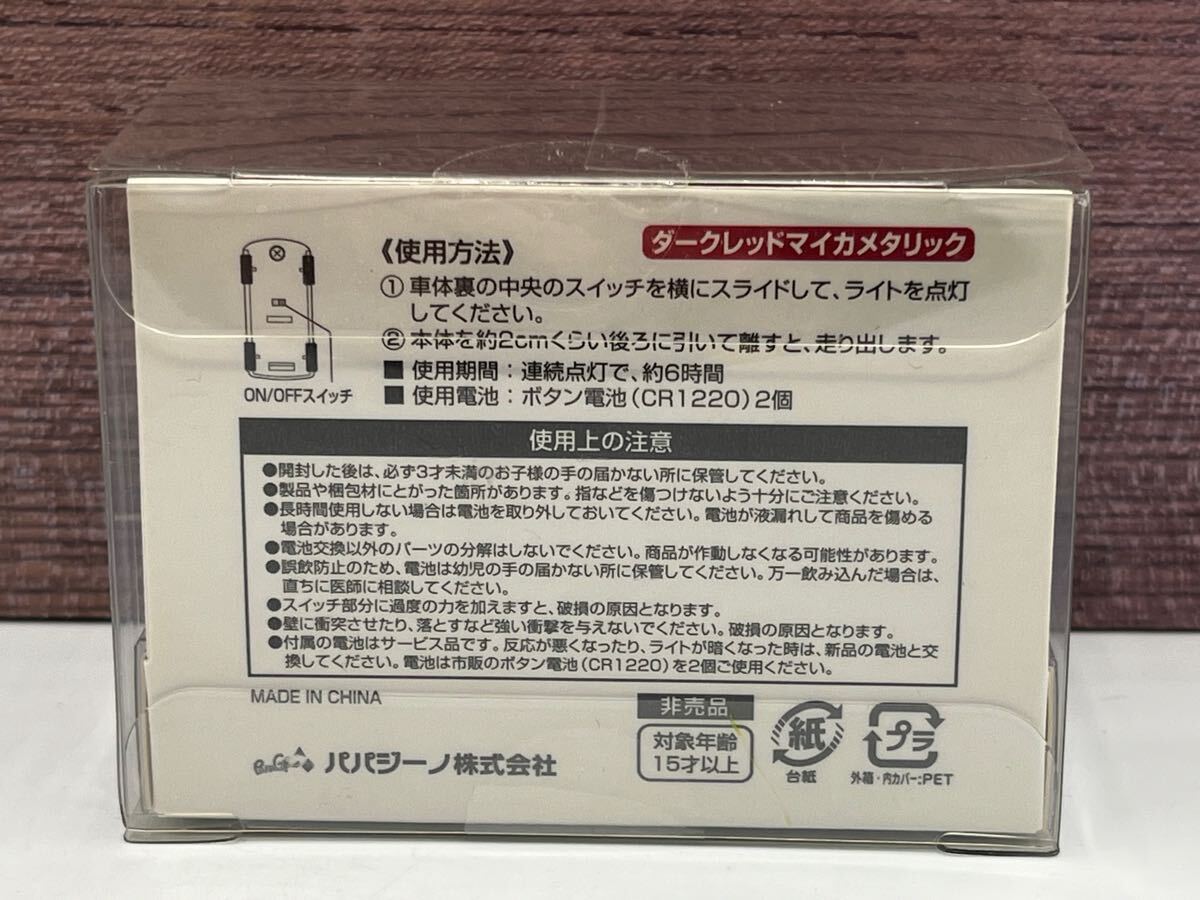 ダークレッドマイカメタリック
《使用方法》
① 車体裏の中央のスイッチを横にスライドして、ライトを点灯
してください。
② 本体を約2cmくらい後ろに引いて離すと、走り出します。
■ 使用期間：連続点灯で、約6時間
■ 使用電池：ボタン電池(CR1220)2個
ON/OFFスイッチ
使用上の注意
●開封した後は、必ず3才未満のお子様の手の届かない所に保管してください。
●製品や梱包材にとがった箇所があります。指などを傷つけないよう十分にご注意ください。
●長時間使用しない場合は電池を取り外しておいてください。電池が液漏れして商品を傷める
場合があります。
●電池交換以外のパーツの分解はしないでください。商品が作動しなくなる可能性があります。
●誤飲防止のため、電池は幼児の手の届かない所に保管してください。万一飲み込んだ場合は、
直ちに医師に相談してください。
●スイッチ部分に過度の力を加えますと、破損の原因となります。
●壁に衝突させたり、落とすなど強い衝撃を与えないでください。破損の原因となります。
●付属の電池はサービス品です。反応が悪くなったり、ライトが暗くなった時は、新品の電池と交
換してください。電池は市販のボタン電池(CR1220)を2個ご使用ください。
MADE IN CHINA
パパジーノ株式会社
非売品
対象年齢
15才以上
紙
台紙
プラ
外箱・内カバー:PET